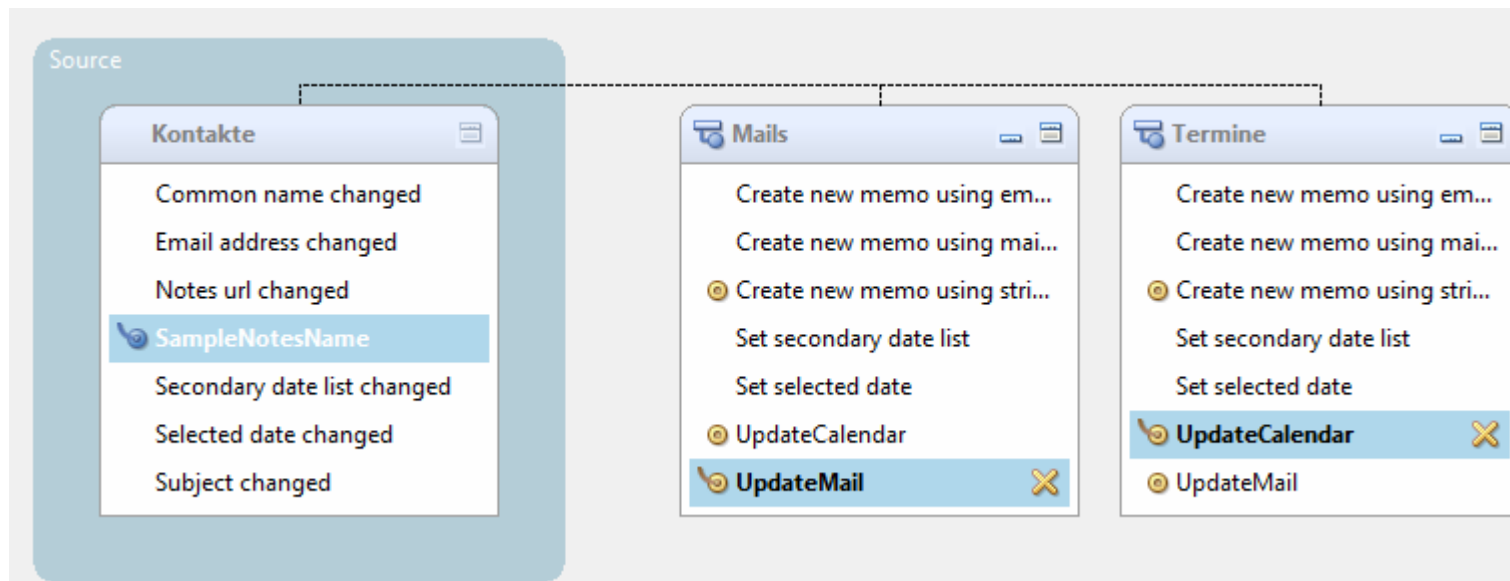 Source
Kontakte
Common name changed
Email address changed
Notes url changed
SampleNotesName
Secondary date list changed
Selected date changed
Subject changed
Mails
Create new memo using em...
Create new memo using mai...
Create new memo using stri...
Set secondary date list
Set selected date
UpdateCalendar
UpdateMail
Termine
Create new memo using em...
Create new memo using mai...
Create new memo using stri...
Set secondary date list
Set selected date
UpdateCalendar
UpdateMail